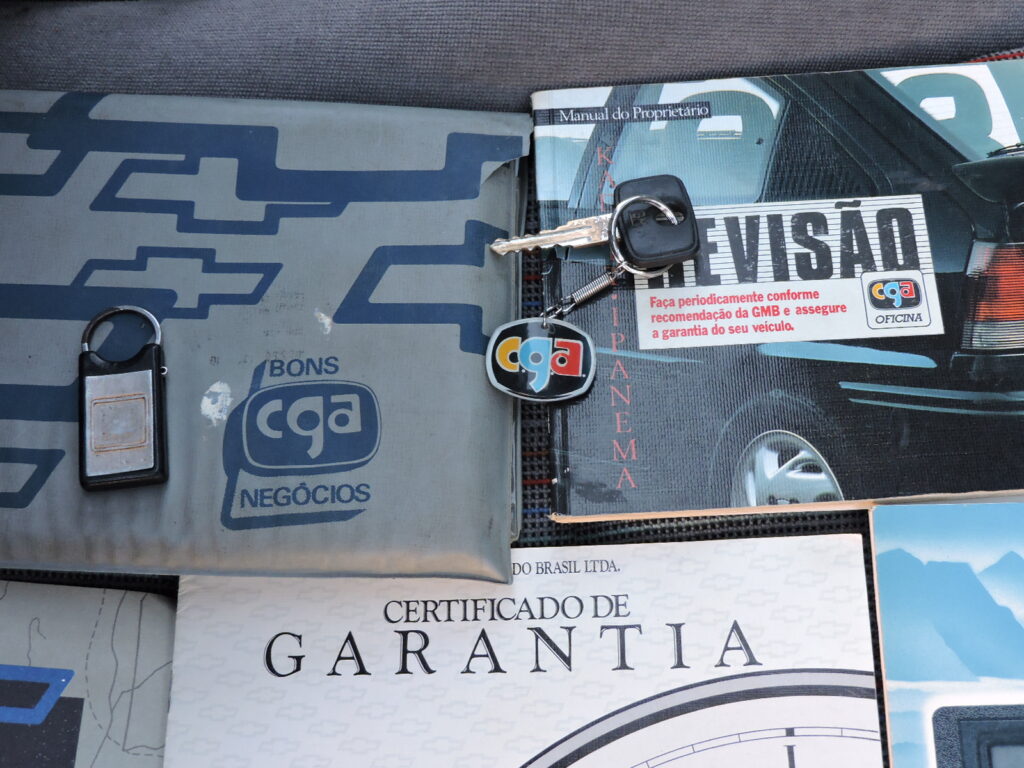 Manual do Proprietário
REVISÃO
Faça periodicamente conforme
recomendação da GMB e assegure
a garantia do seu veículo.
cga
OFICINA
IPANEMA
cga
BONS
cga
NEGÓCIOS
DO BRASIL LTDA.
CERTIFICADO DE
GARANTIA